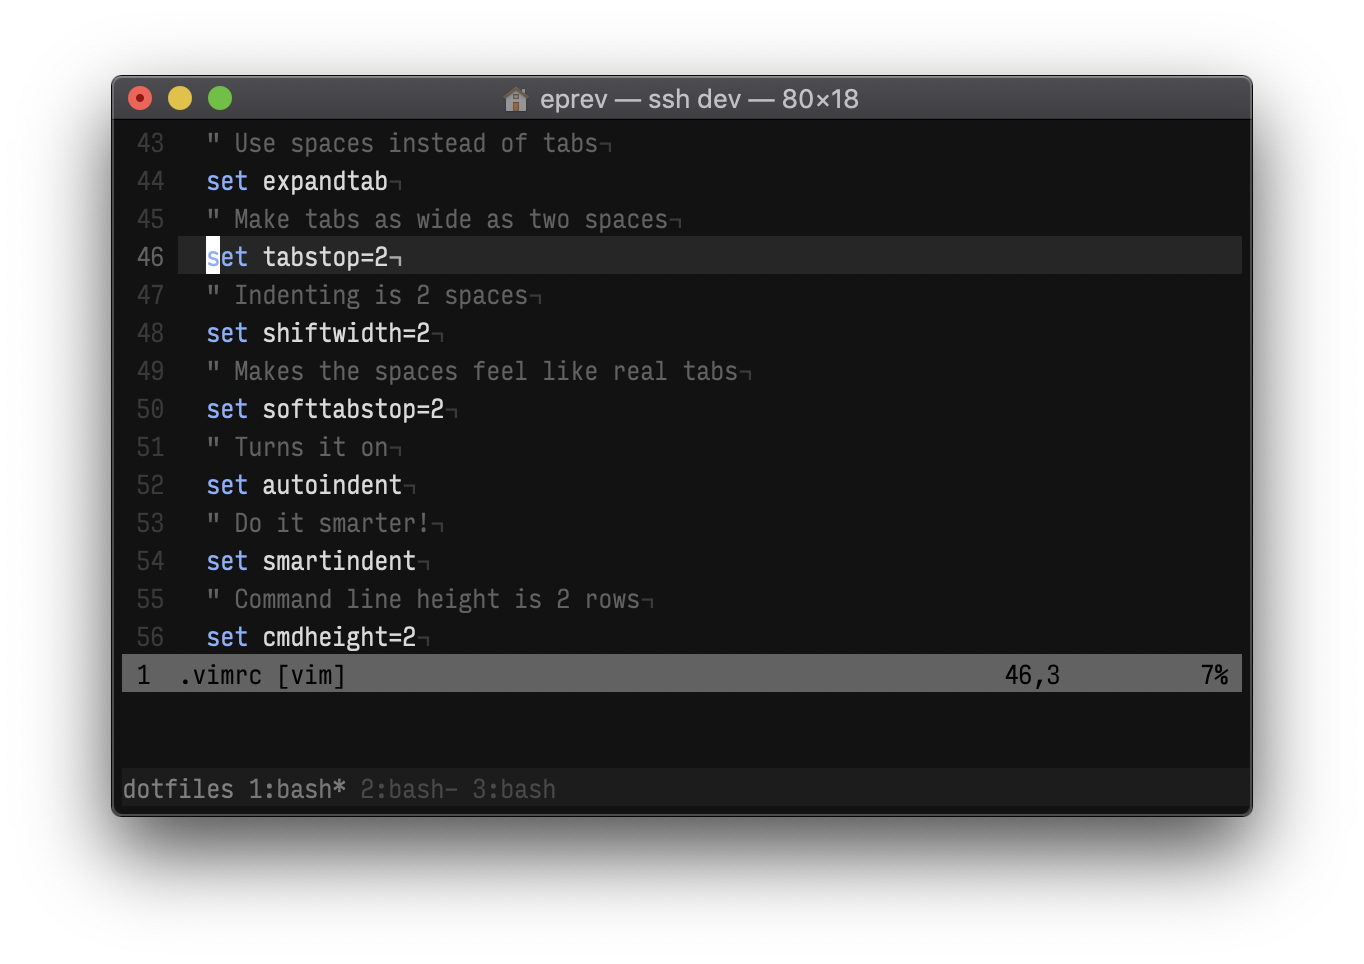 eprev — ssh dev — 80×18
43 " Use spaces instead of tabs¬
44 set expandtab¬
45 " Make tabs as wide as two spaces¬
46 set tabstop=2¬
47 " Indenting is 2 spaces¬
48 set shiftwidth=2¬
49 " Makes the spaces feel like real tabs¬
50 set softtabstop=2¬
51 " Turns it on¬
52 set autoindent¬
53 " Do it smarter!¬
54 set smartindent¬
55 " Command line height is 2 rows¬
56 set cmdheight=2¬
1 .vimrc [vim] 46,3 7%
dotfiles 1:bash* 2:bash- 3:bash